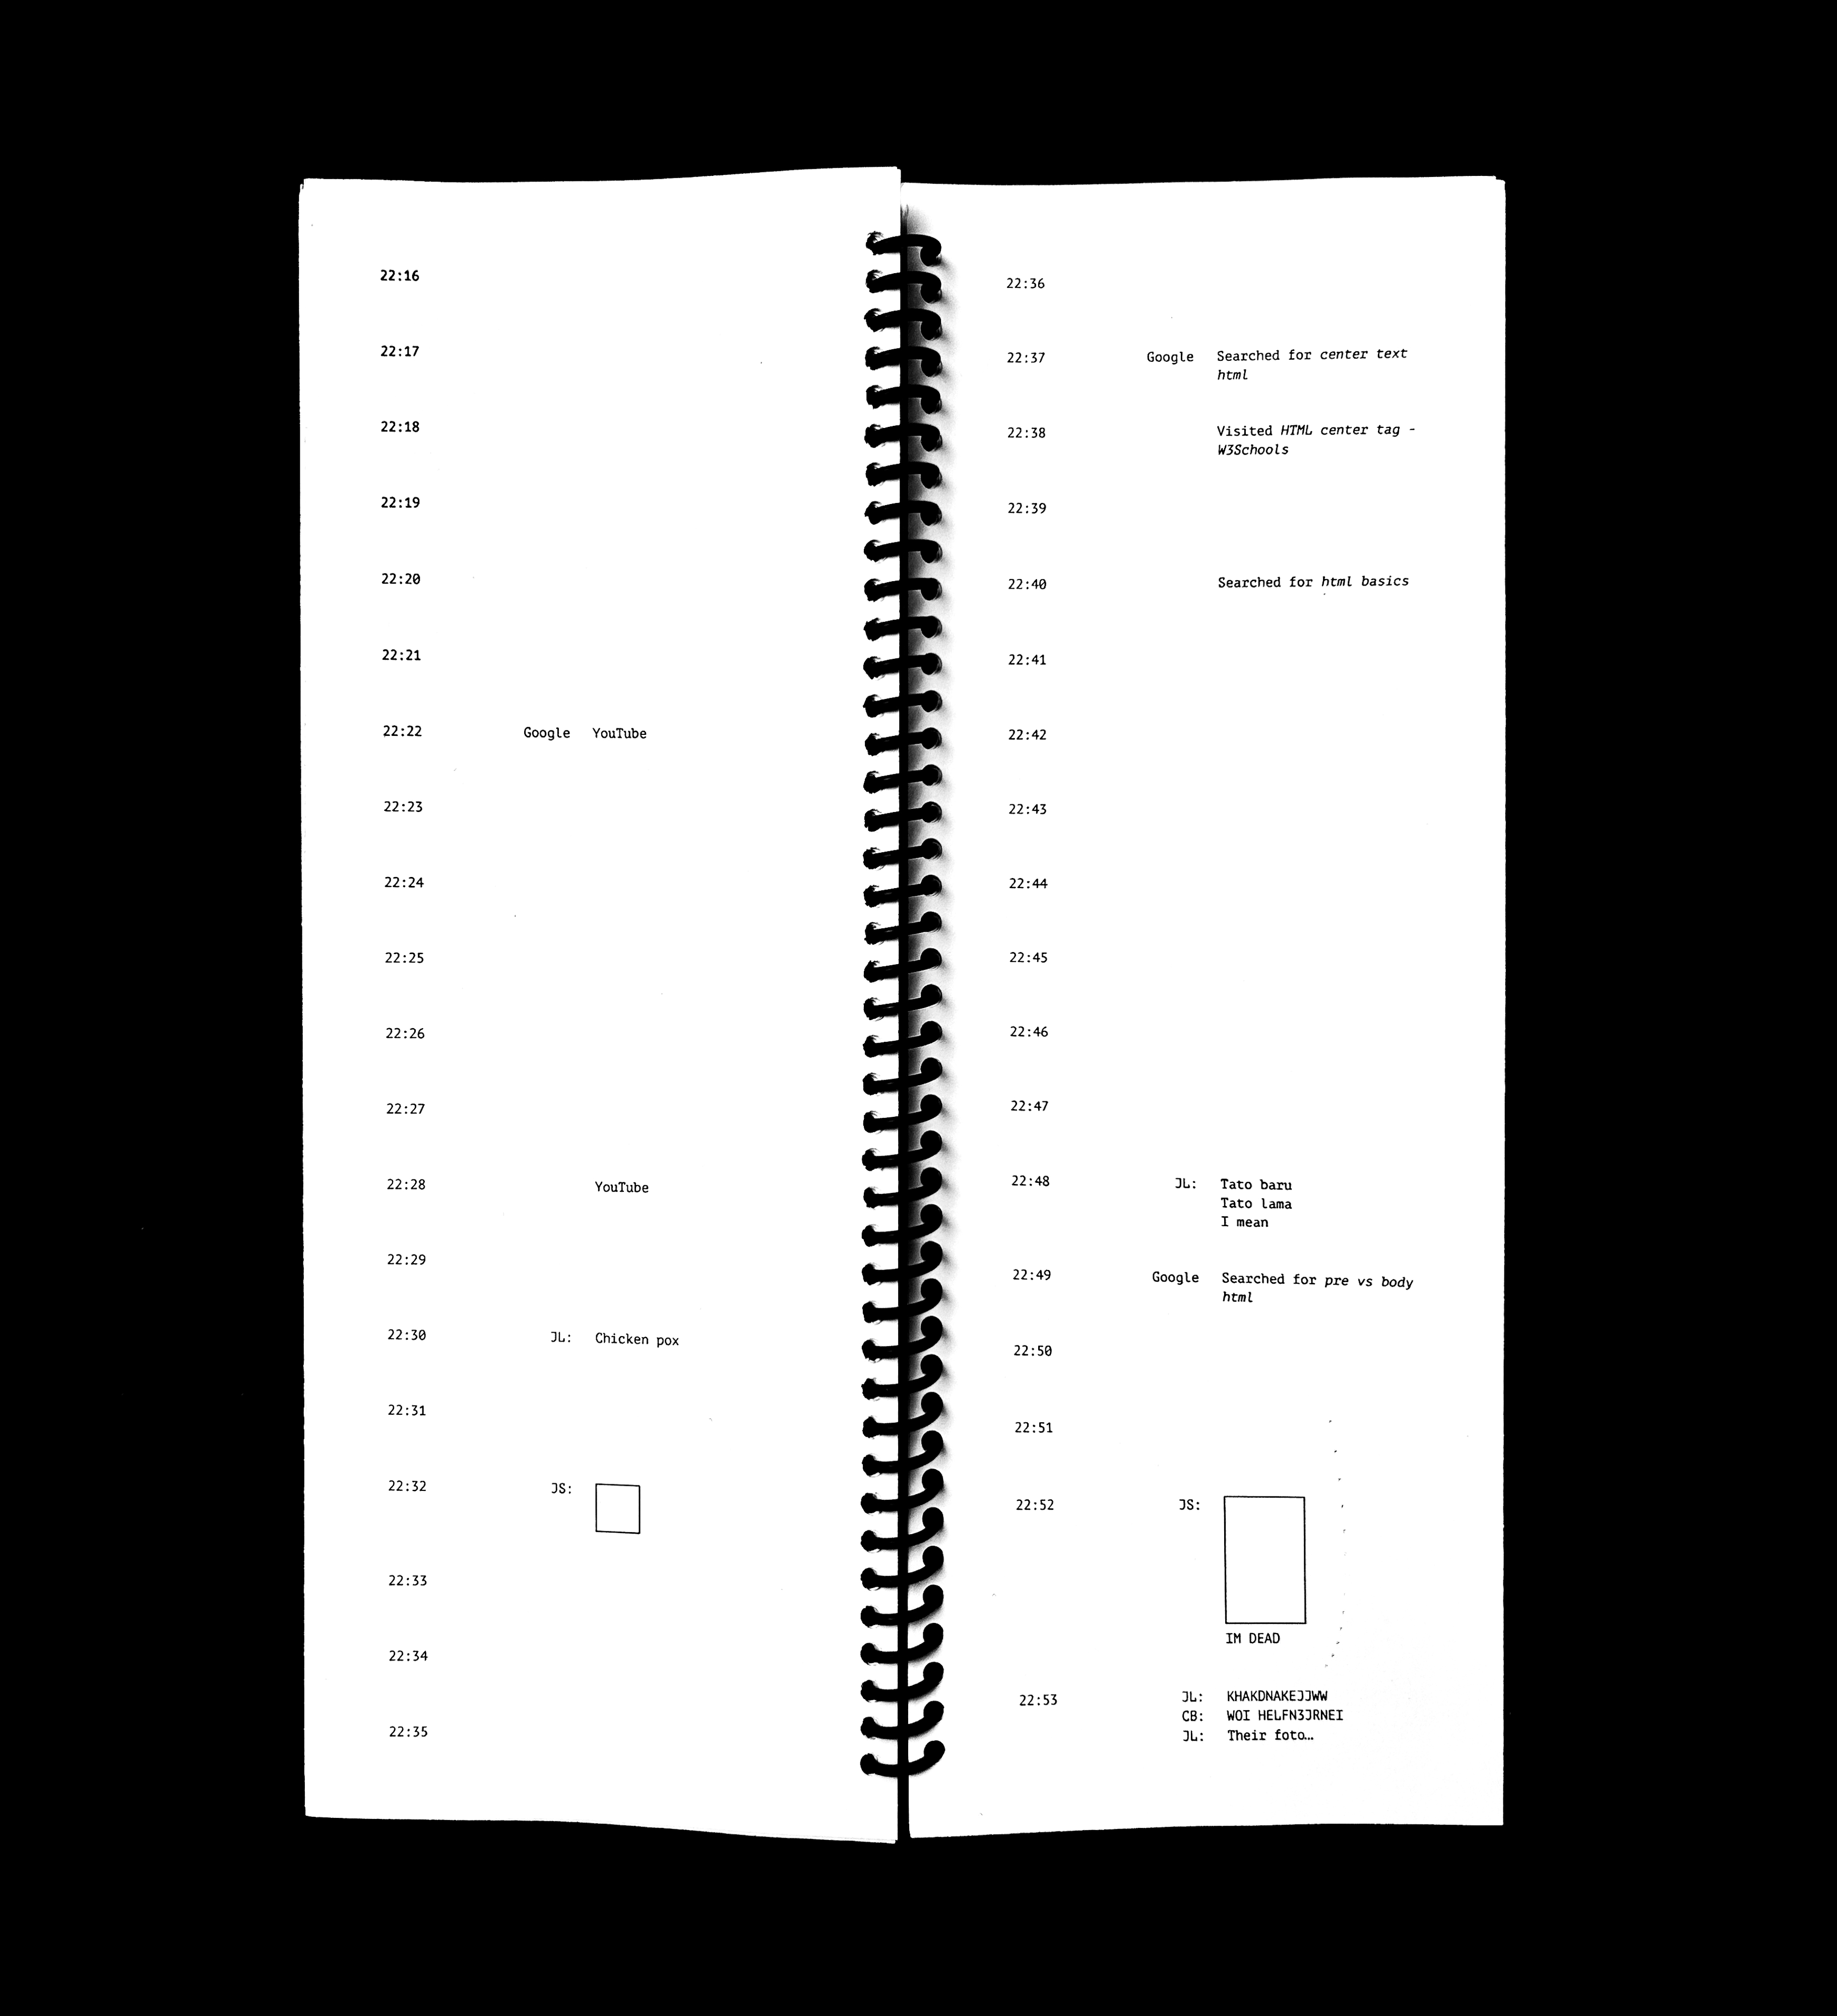 22:16
22:17
22:18
22:19
22:20
22:21
22:22 Google YouTube
22:23
22:24
22:25
22:26
22:27
22:28 YouTube
22:29
22:30 JL: Chicken pox
22:31
22:32 JS:
22:33
22:34
22:35
22:36
22:37 Google Searched for center text
html
22:38 Visited HTML center tag -
W3Schools
22:39
22:40 Searched for html basics
22:41
22:42
22:43
22:44
22:45
22:46
22:47
22:48 JL: Tato baru
Tato lama
I mean
22:49 Google Searched for pre vs body
html
22:50
22:51
22:52 JS:
IM DEAD
22:53 JL: KHAKDNAKEJJWW
CB: WOI HELFN3JRNEI
JL: Their foto…